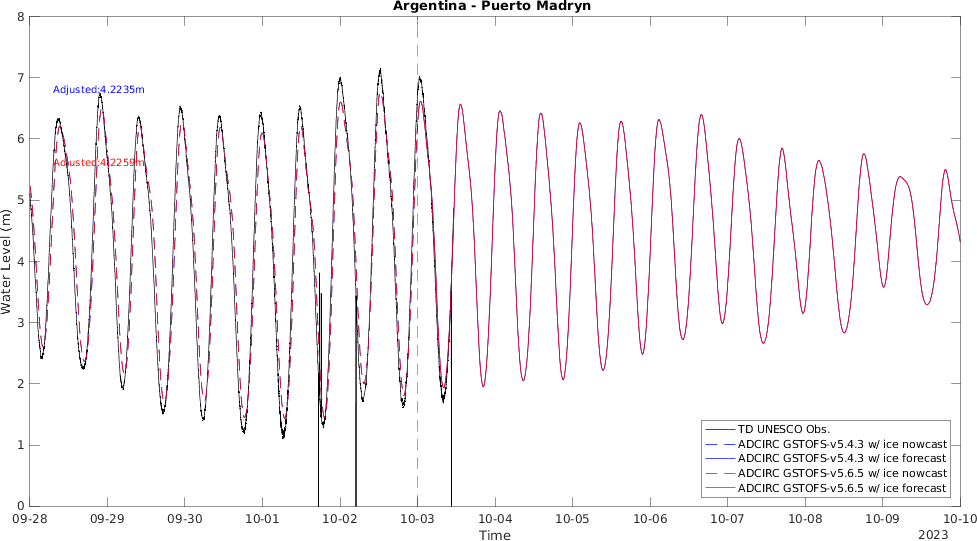 Argentina - Puerto Madryn
8
7
6
5
4
3
2
1
0
Water Level (m)
Adjusted:4.2235m
Adjusted:4.2259m
TD UNESCO Obs.
ADCIRC GSTOFS-v5.4.3 w/ ice nowcast
ADCIRC GSTOFS-v5.4.3 w/ ice forecast
ADCIRC GSTOFS-v5.6.5 w/ ice nowcast
ADCIRC GSTOFS-v5.6.5 w/ ice forecast
09-28 09-29 09-30 10-01 10-02 10-03 10-04 10-05 10-06 10-07 10-08 10-09 10-10
Time
2023